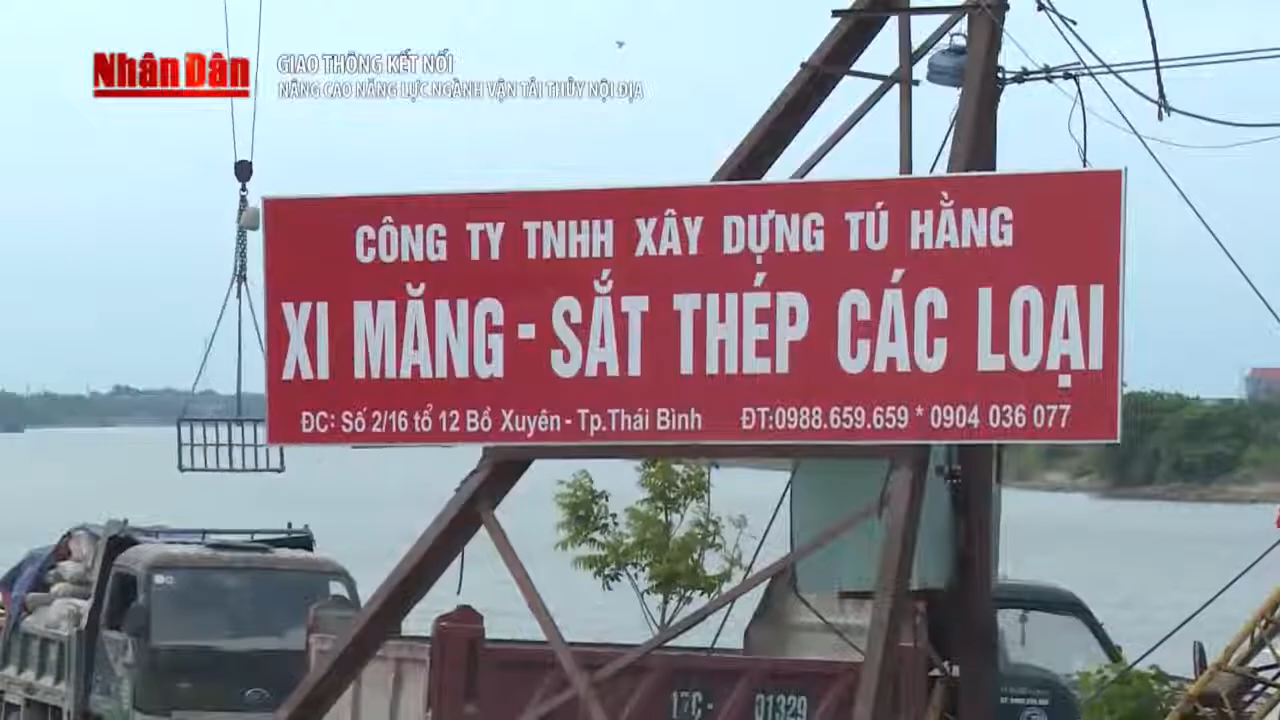 Nhân Dân
GIAO THÔNG KẾT NỐI
NÂNG CAO NĂNG LỰC NGÀNH VẬN TẢI THỦY NỘI ĐỊA
CÔNG TY TNHH XÂY DỰNG TÚ HẰNG
XI MĂNG - SẮT THÉP CÁC LOẠI
ĐC: Số 2/16 tổ 12 Bồ Xuyên - Tp.Thái Bình ĐT:0988.659.659 * 0904 036 077
17C- 01329